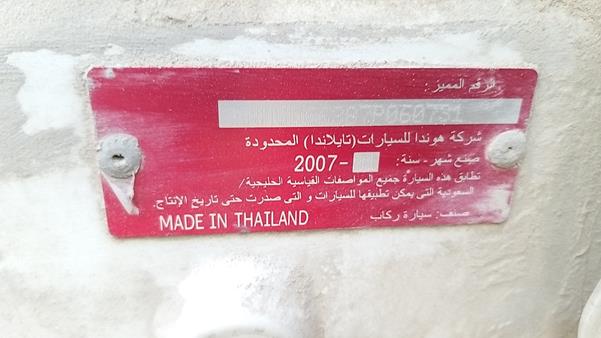 الرقم المميز:
7P060751
شركة هوندا للسيارات (تايلاندا) المحدودة
صنع شهر - سنة: 2007-
تطابق هذه السيارة جميع المواصفات القياسية الخليجية/
السعودية التى يمكن تطبيقها للسيارات و التى صدرت حتى تاريخ الإنتاج.
صنف: سيارة ركاب MADE IN THAILAND